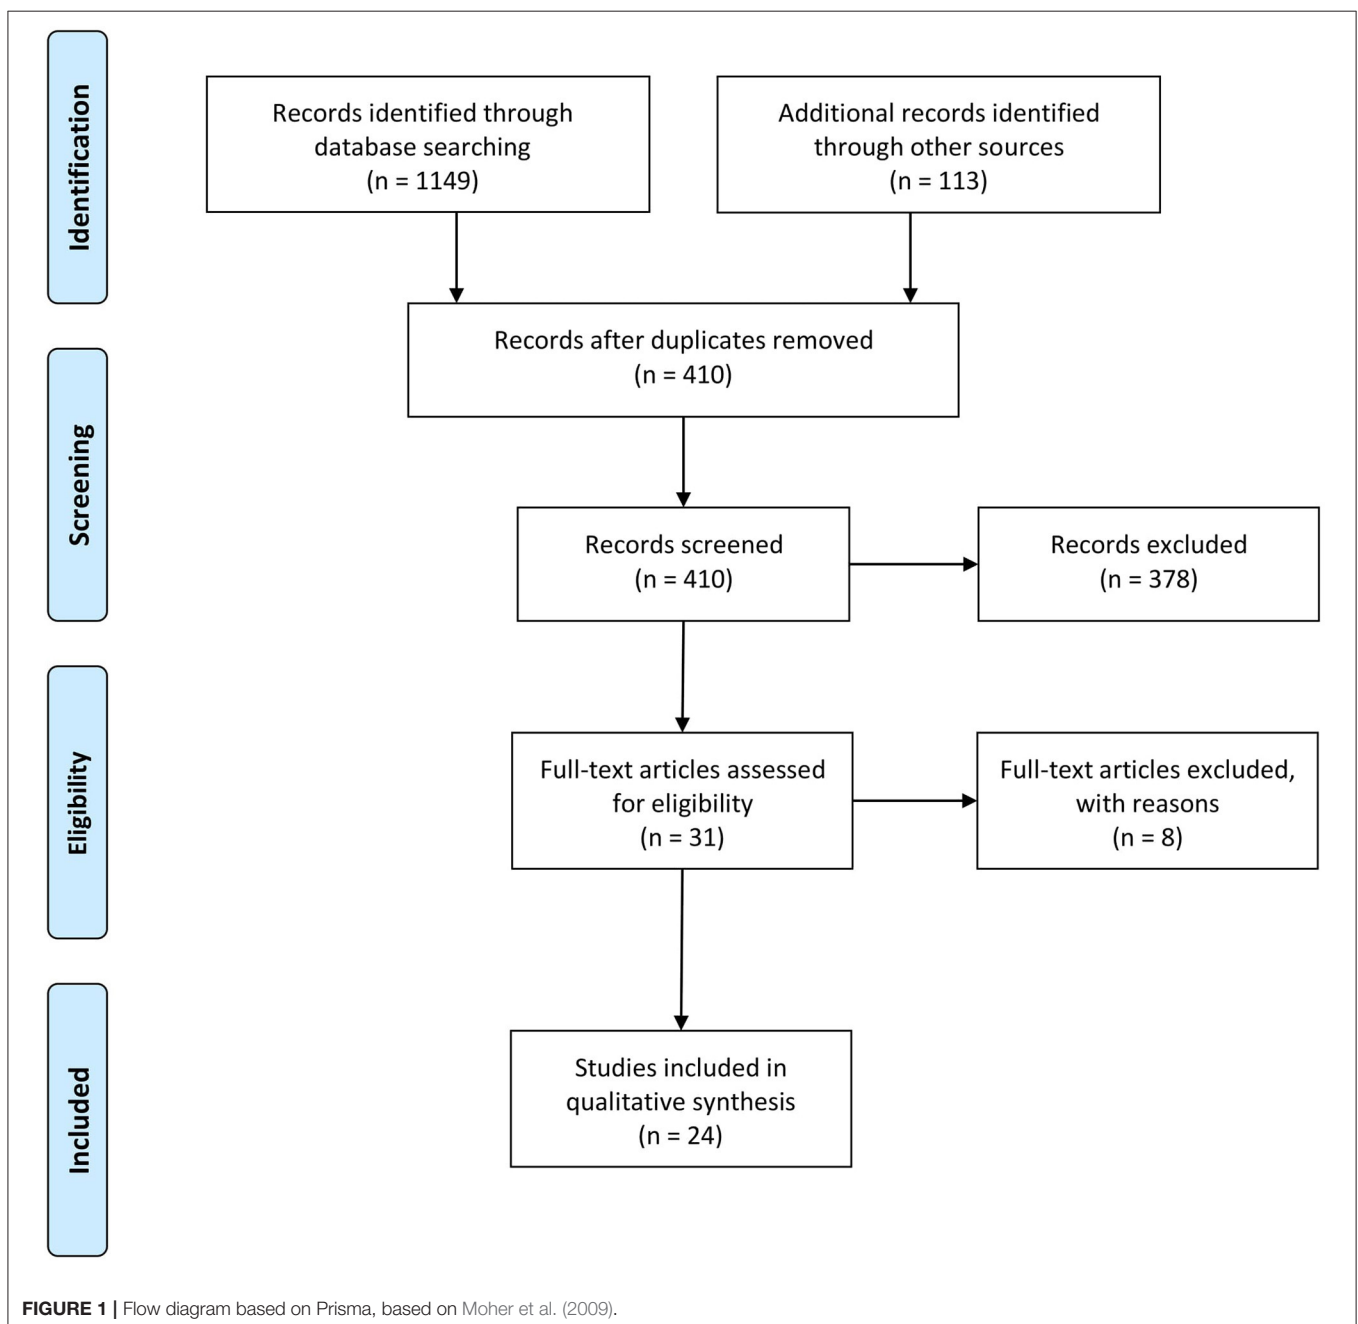 Identification
Records identified through
database searching
(n = 1149)
Additional records identified
through other sources
(n = 113)
Records after duplicates removed
(n = 410)
Screening
Records screened
(n = 410)
Records excluded
(n = 378)
Eligibility
Full-text articles assessed
for eligibility
(n = 31)
Full-text articles excluded,
with reasons
(n = 8)
Included
Studies included in
qualitative synthesis
(n = 24)
FIGURE 1 | Flow diagram based on Prisma, based on Moher et al. (2009).